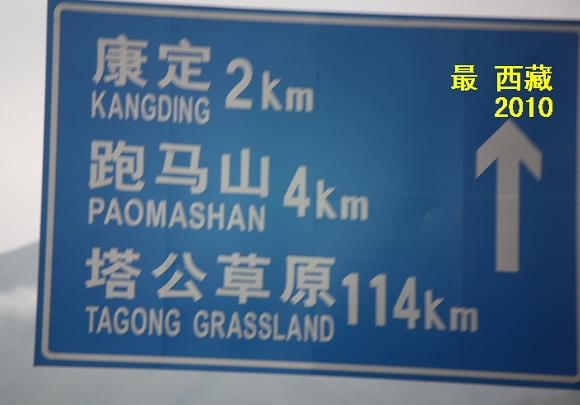 康定 2km
KANGDING
跑马山 4km
PAOMASHAN
塔公草原 114km
TAGONG GRASSLAND
最 西藏
2010